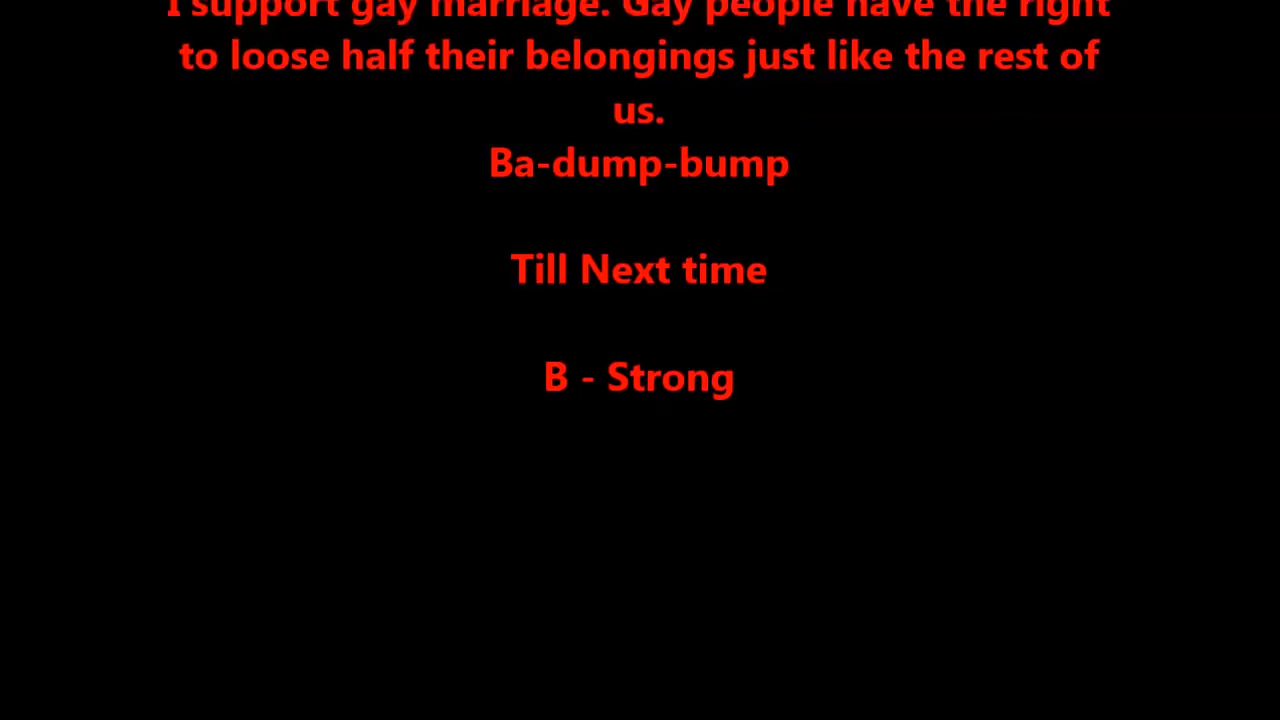 I support gay marriage. Gay people have the right
to loose half their belongings just like the rest of
us.
Ba-dump-bump
Till Next time
B - Strong